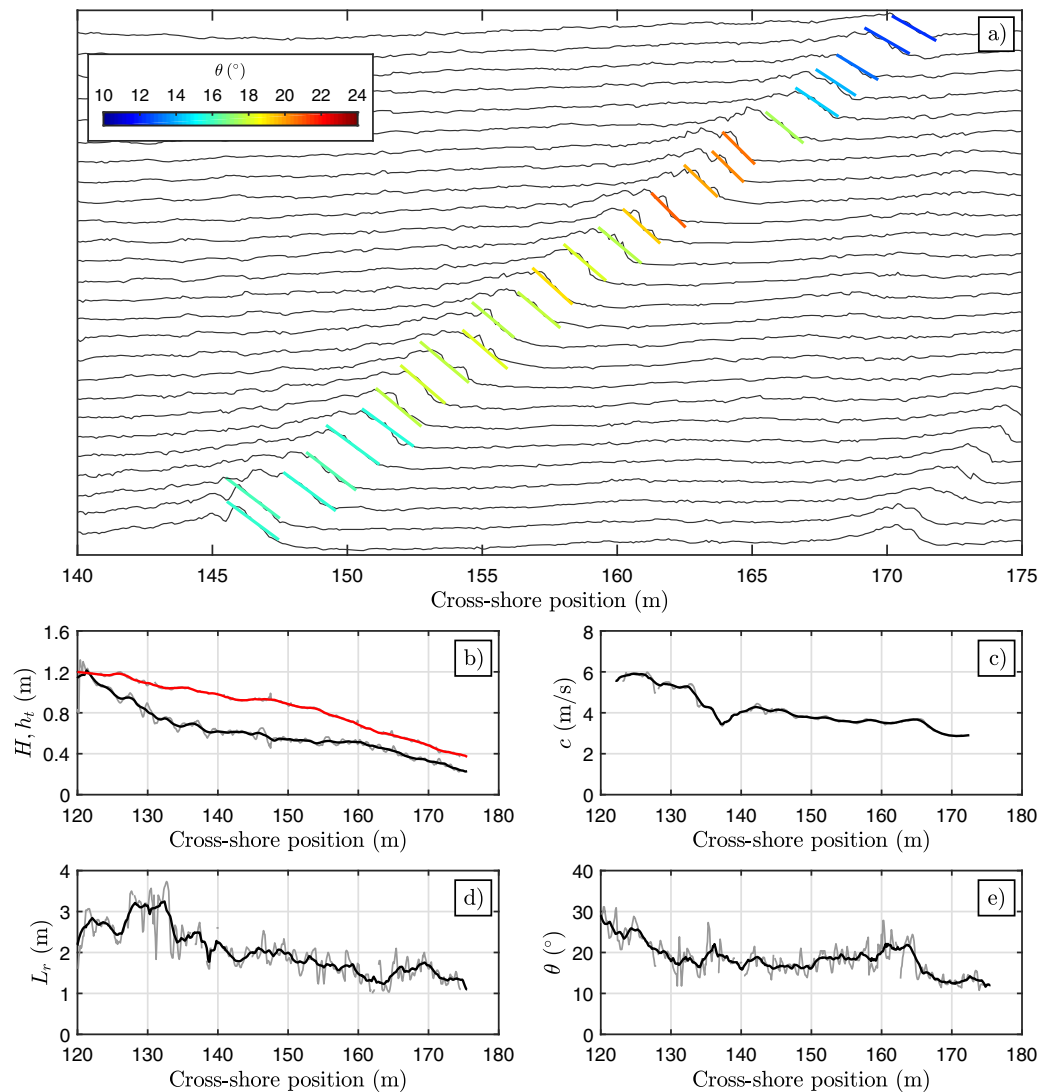 a)
θ (°)
10 12 14 16 18 20 22 24
140 145 150 155 160 165 170 175
Cross-shore position (m)
1.6
1.2
0.8
0.4
0
H, h_t (m)
b)
120 130 140 150 160 170 180
Cross-shore position (m)
8
6
4
2
0
c (m/s)
c)
120 130 140 150 160 170 180
Cross-shore position (m)
4
3
2
1
0
L_r (m)
d)
120 130 140 150 160 170 180
Cross-shore position (m)
40
30
20
10
0
θ (°)
e)
120 130 140 150 160 170 180
Cross-shore position (m)